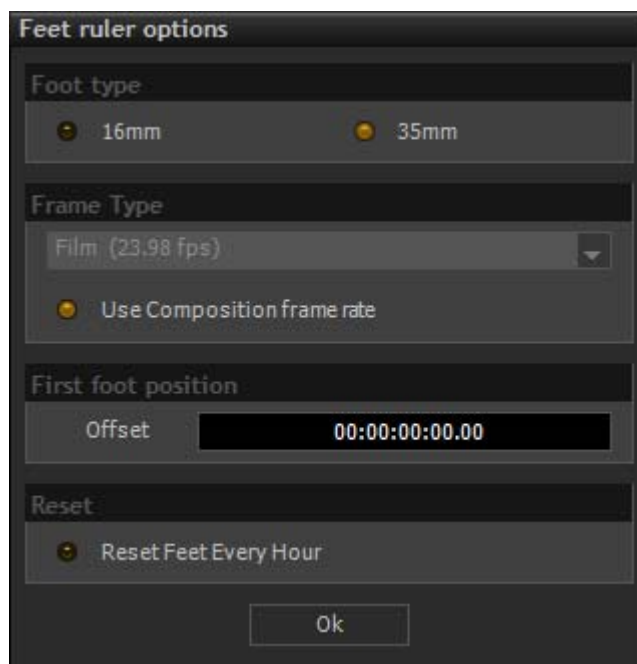 Feet ruler options
Foot type
16mm 35mm
Frame Type
Film (23.98 fps)
Use Composition frame rate
First foot position
Offset 00:00:00:00.00
Reset
Reset Feet Every Hour
Ok